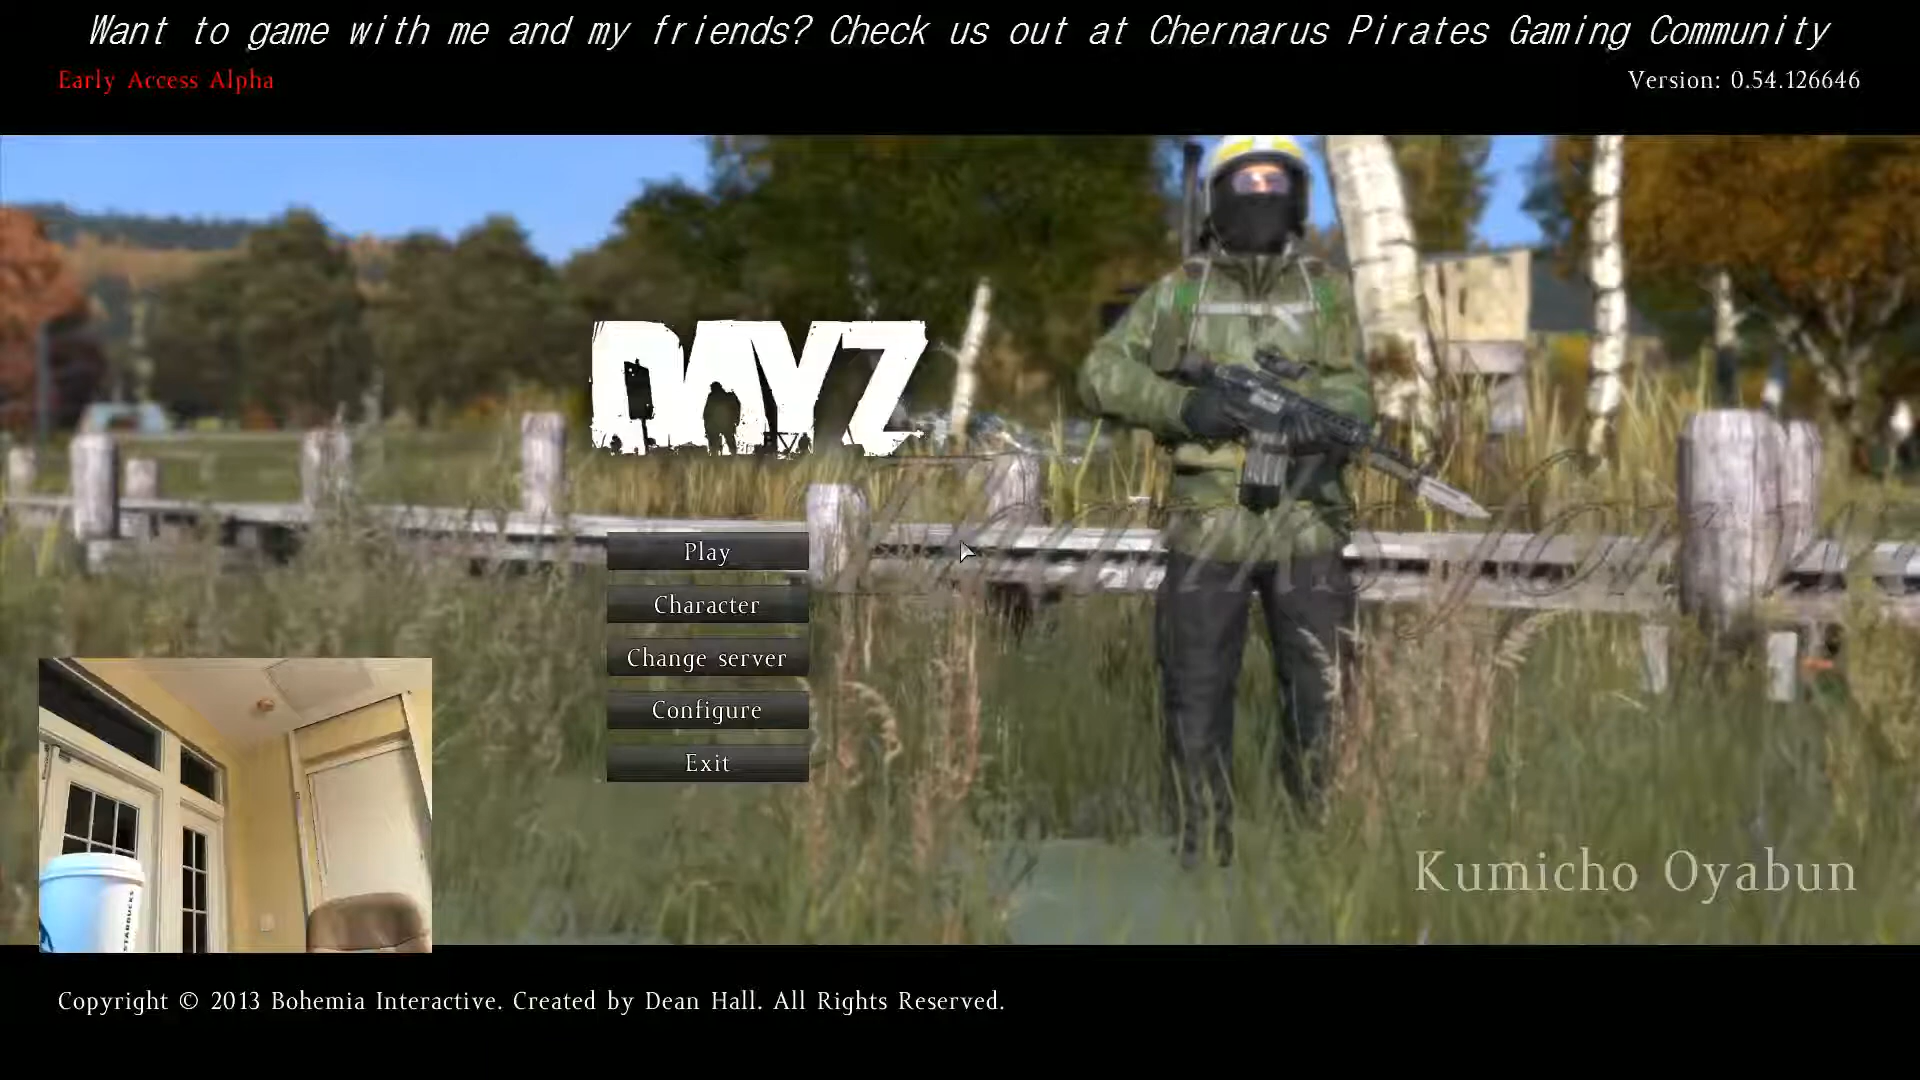 Want to game with me and my friends? Check us out at Chernarus Pirates Gaming Community
Early Access Alpha
Version: 0.54.126646
DAYZ
Play
Character
Change server
Configure
Exit
STARBUCKS
Kumicho Oyabun
Copyright © 2013 Bohemia Interactive. Created by Dean Hall. All Rights Reserved.